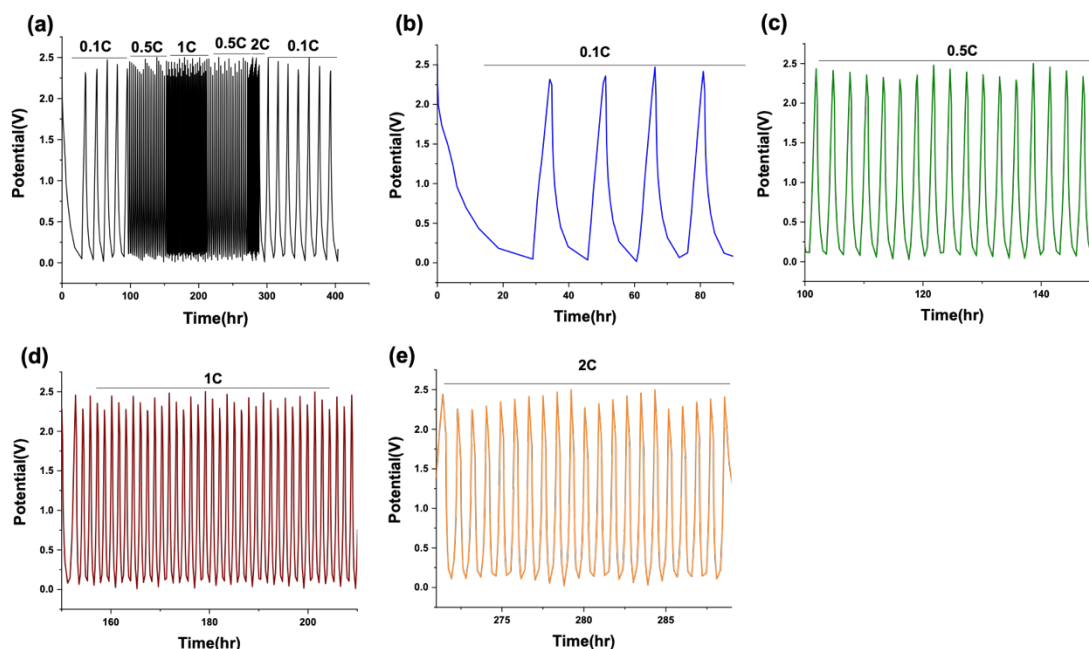 (a)
0.1C 0.5C 1C 0.5C 2C 0.1C
2.5
2.0
1.5
1.0
0.5
0.0
Potential(V)
0 100 200 300 400
Time(hr)
(b)
0.1C
2.5
2.0
1.5
1.0
0.5
0.0
Potential(V)
0 20 40 60 80
Time(hr)
(c)
0.5C
2.5
2.0
1.5
1.0
0.5
0.0
Potential(V)
100 120 140
Time(hr)
(d)
1C
2.5
2.0
1.5
1.0
0.5
0.0
Potential(V)
160 180 200
Time(hr)
(e)
2C
2.5
2.0
1.5
1.0
0.5
0.0
Potential(V)
275 280 285
Time(hr)